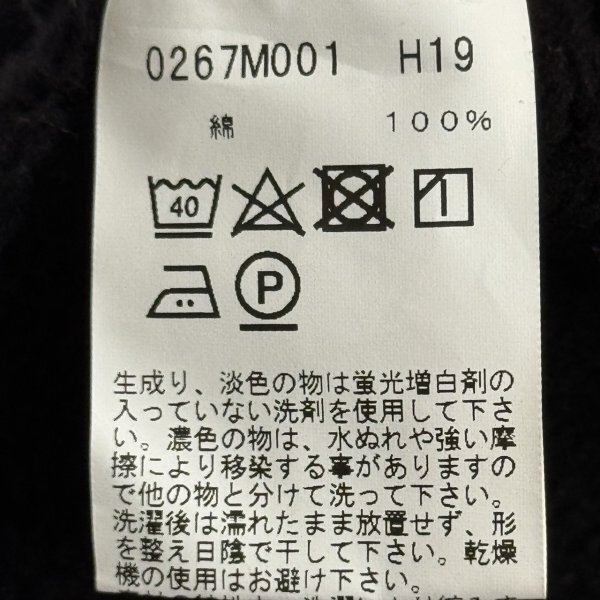 0267M001 H19
綿 100%
40
P
生成り、淡色の物は蛍光増白剤の
入っていない洗剤を使用して下さ
い。濃色の物は、水ぬれや強い摩
擦により移染する事がありますの
で他の物と分けて洗って下さい。
洗濯後は濡れたまま放置せず、形
を整え日陰で干して下さい。乾燥
機の使用はお避け下さい。